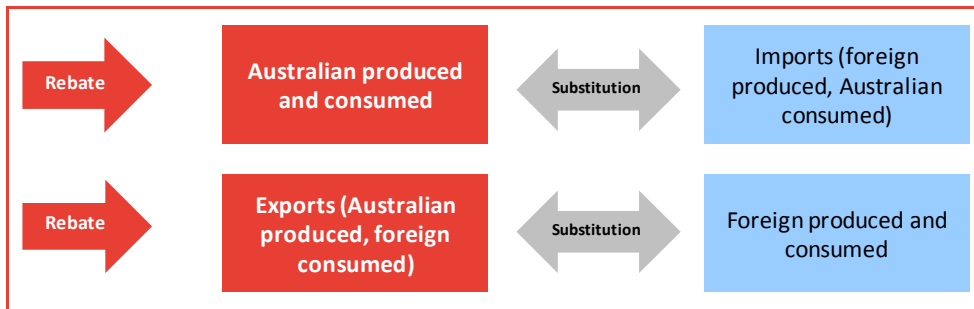 Rebate
Australian produced
and consumed
Substitution
Imports (foreign
produced, Australian
consumed)
Rebate
Exports (Australian
produced, foreign
consumed)
Substitution
Foreign produced and
consumed